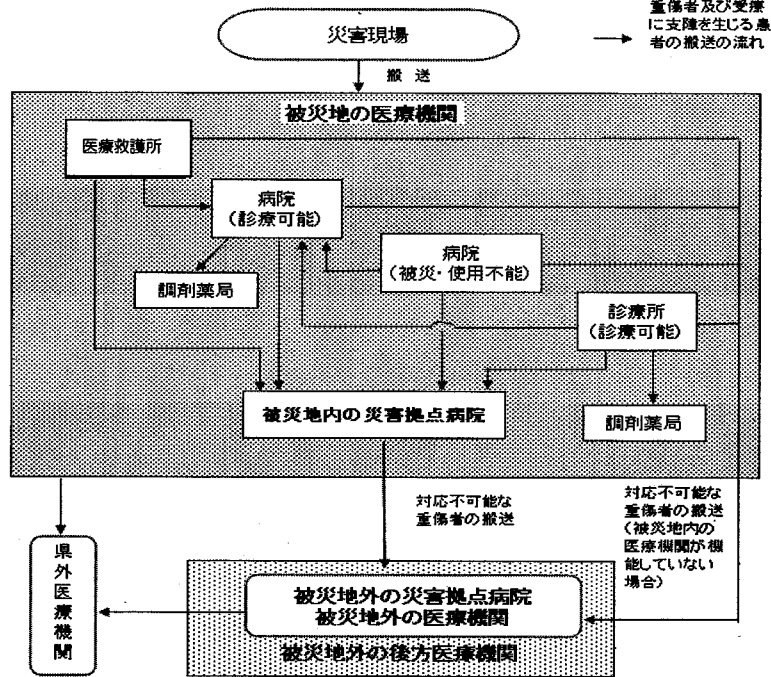 重傷者及び受療
に支障を生じる患
者の搬送の流れ
災害現場
搬 送
被災地の医療機関
医療救護所
病院
(診療可能)
病院
(被災・使用不能)
調剤薬局
診療所
(診療可能)
被災地内の災害拠点病院
調剤薬局
対応不可能な
重傷者の搬送
対応不可能な
重傷者の搬送
(被災地内の
医療機関が機
能していない
場合)
県外医療機関
被災地外の災害拠点病院
被災地外の医療機関
被災地外の後方医療機関